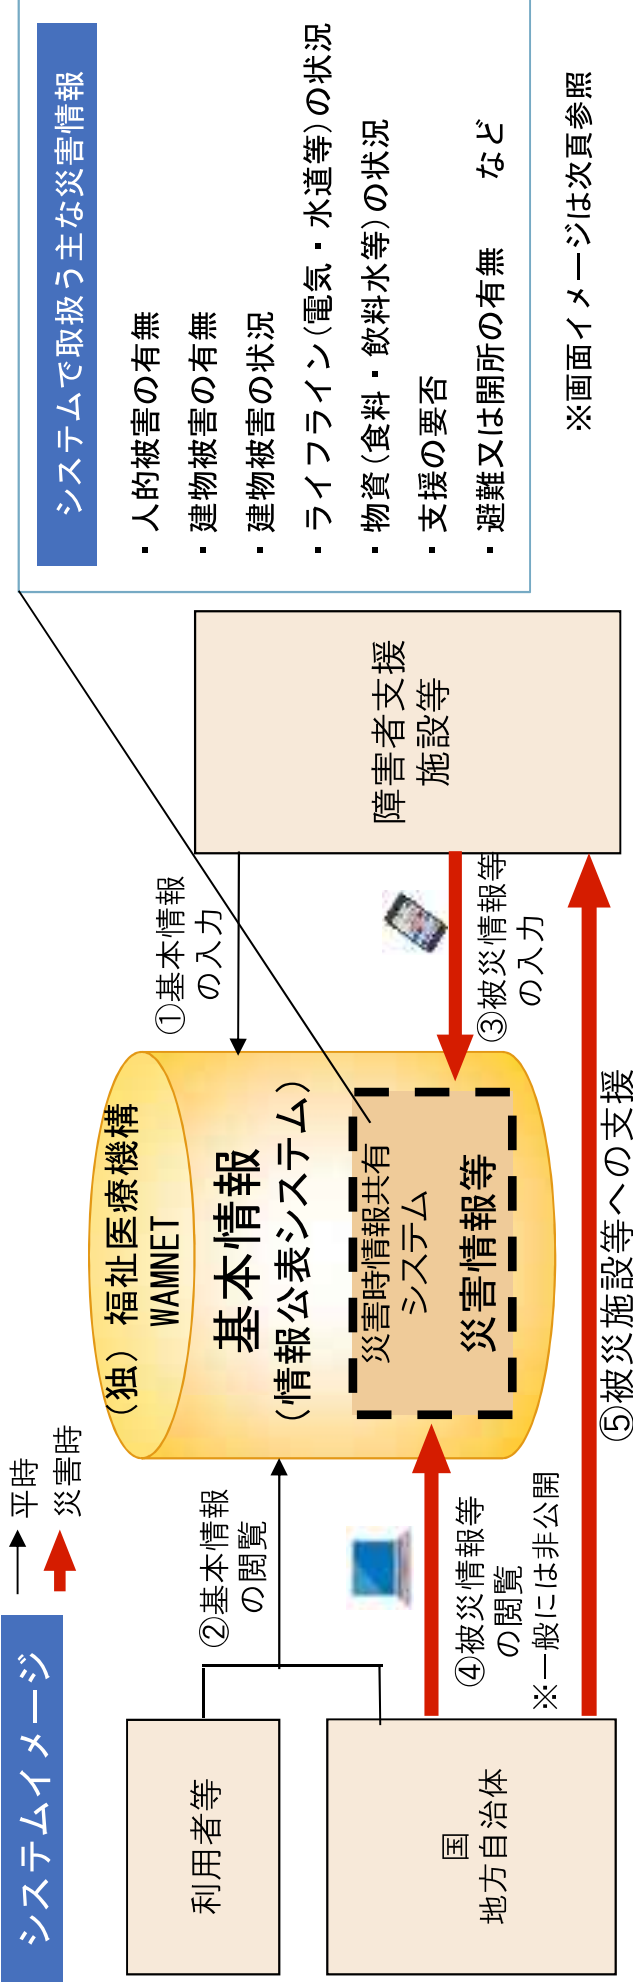 システムイメージ
平時
災害時
利用者等
国
地方自治体
②基本情報
の閲覧
④被災情報等
の閲覧
※一般には非公開
(独) 福祉医療機構
WAMNET
基本情報
(情報公表システム)
災害時情報共有
システム
災害情報等
①基本情報
の入力
③被災情報等
の入力
⑤被災施設等への支援
障害者支援
施設等
システムで取扱う主な災害情報
・人的被害の有無
・建物被害の有無
・建物被害の状況
・ライフライン(電気・水道等)の状況
・物資(食料・飲料水等)の状況
・支援の要否
・避難又は開所の有無 など
※画面イメージは次頁参照